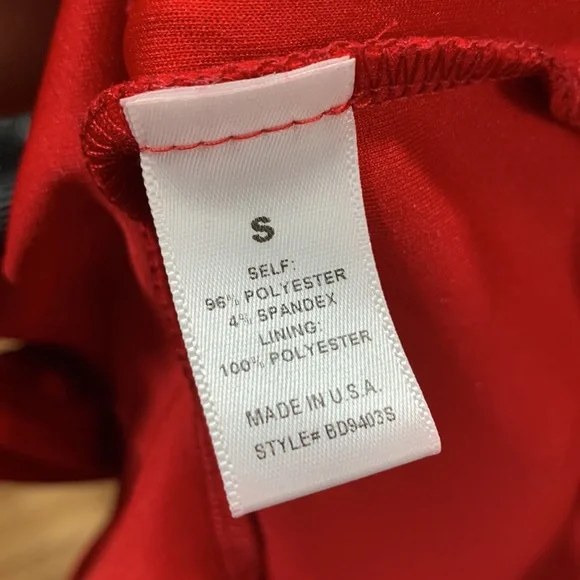 S
SELF:
96% POLYESTER
4% SPANDEX
LINING:
100% POLYESTER
MADE IN U.S.A.
STYLE# BD9403S